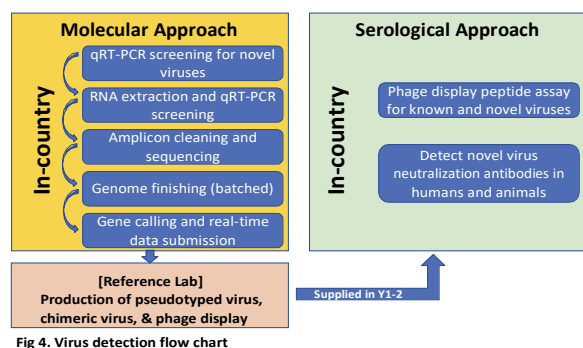 Molecular Approach
In-country
qRT-PCR screening for novel
viruses
RNA extraction and qRT-PCR
screening
Amplicon cleaning and
sequencing
Genome finishing (batched)
Gene calling and real-time
data submission
[Reference Lab]
Production of pseudotyped virus,
chimeric virus, & phage display
Supplied in Y1-2
Serological Approach
In-country
Phage display peptide assay
for known and novel viruses
Detect novel virus
neutralization antibodies in
humans and animals
Fig 4. Virus detection flow chart